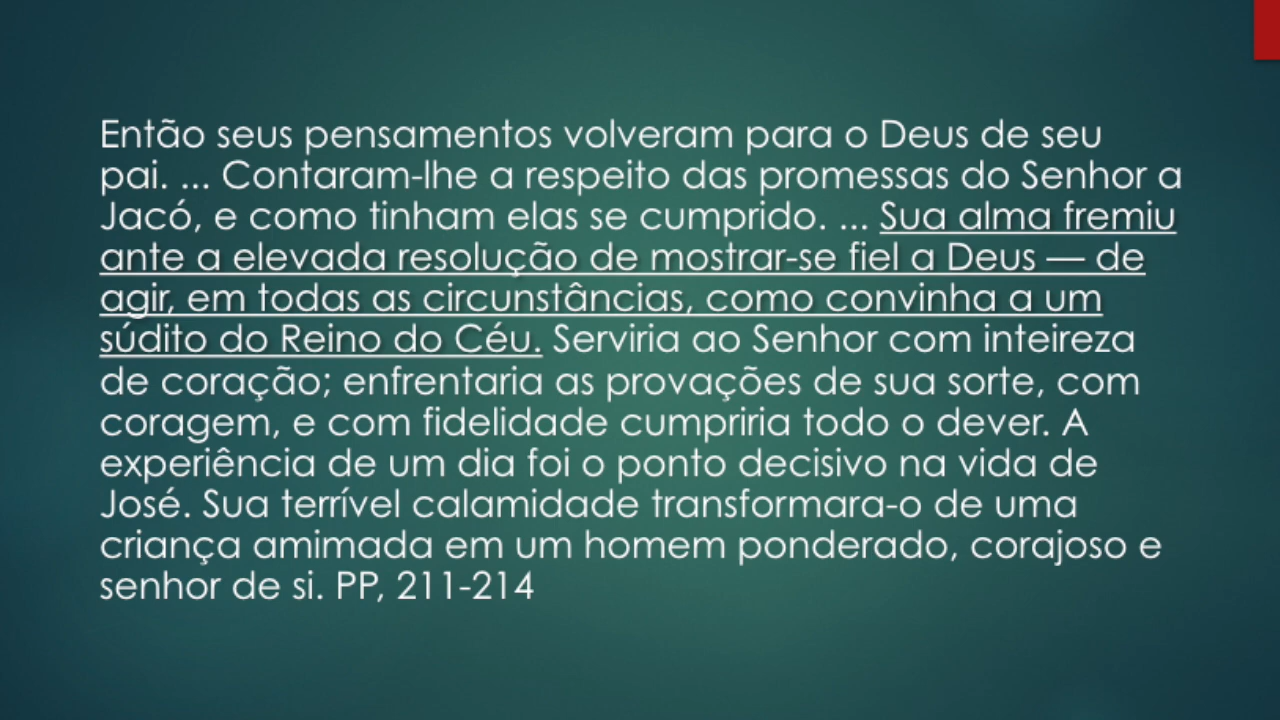 Então seus pensamentos volveram para o Deus de seu
pai. ... Contaram-lhe a respeito das promessas do Senhor a
Jacó, e como tinham elas se cumprido. ... Sua alma fremiu
ante a elevada resolução de mostrar-se fiel a Deus — de
agir, em todas as circunstâncias, como convinha a um
súdito do Reino do Céu. Serviria ao Senhor com inteireza
de coração; enfrentaria as provações de sua sorte, com
coragem, e com fidelidade cumpriria todo o dever. A
experiência de um dia foi o ponto decisivo na vida de
José. Sua terrível calamidade transformara-o de uma
criança amimada em um homem ponderado, corajoso e
senhor de si. PP, 211-214